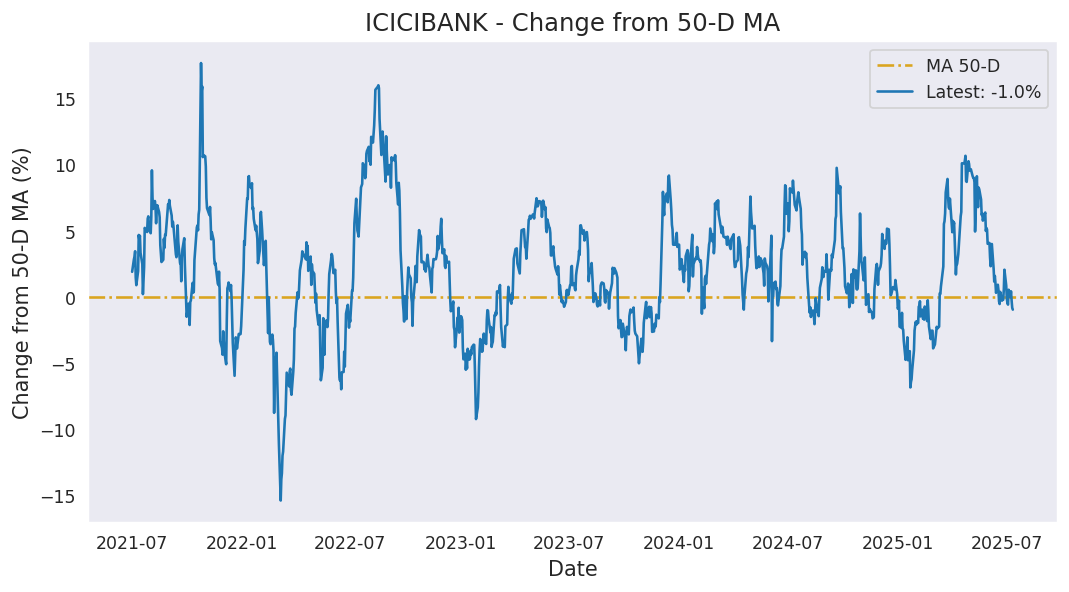 ICICIBANK - Change from 50-D MA
MA 50-D
Latest: -1.0%
Change from 50-D MA (%)
15
10
5
0
−5
−10
−15
2021-07 2022-01 2022-07 2023-01 2023-07 2024-01 2024-07 2025-01 2025-07
Date